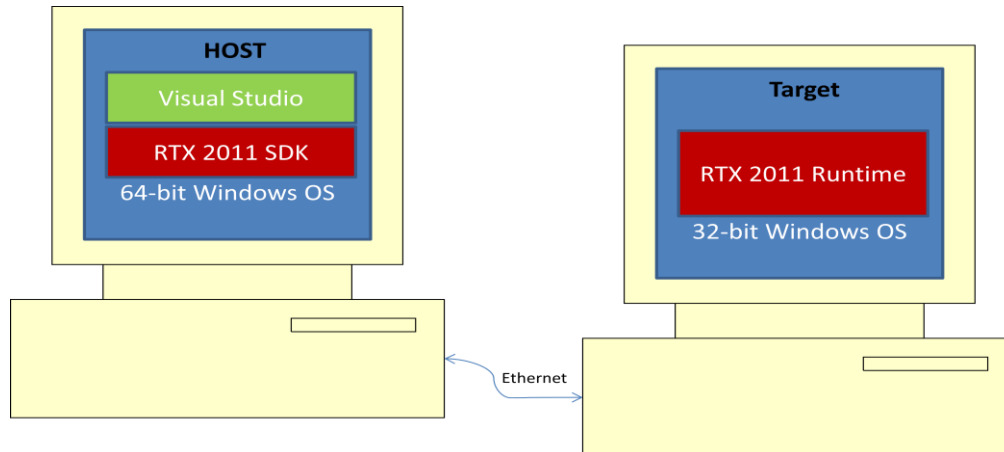 HOST
Visual Studio
RTX 2011 SDK
64-bit Windows OS
Target
RTX 2011 Runtime
32-bit Windows OS
Ethernet